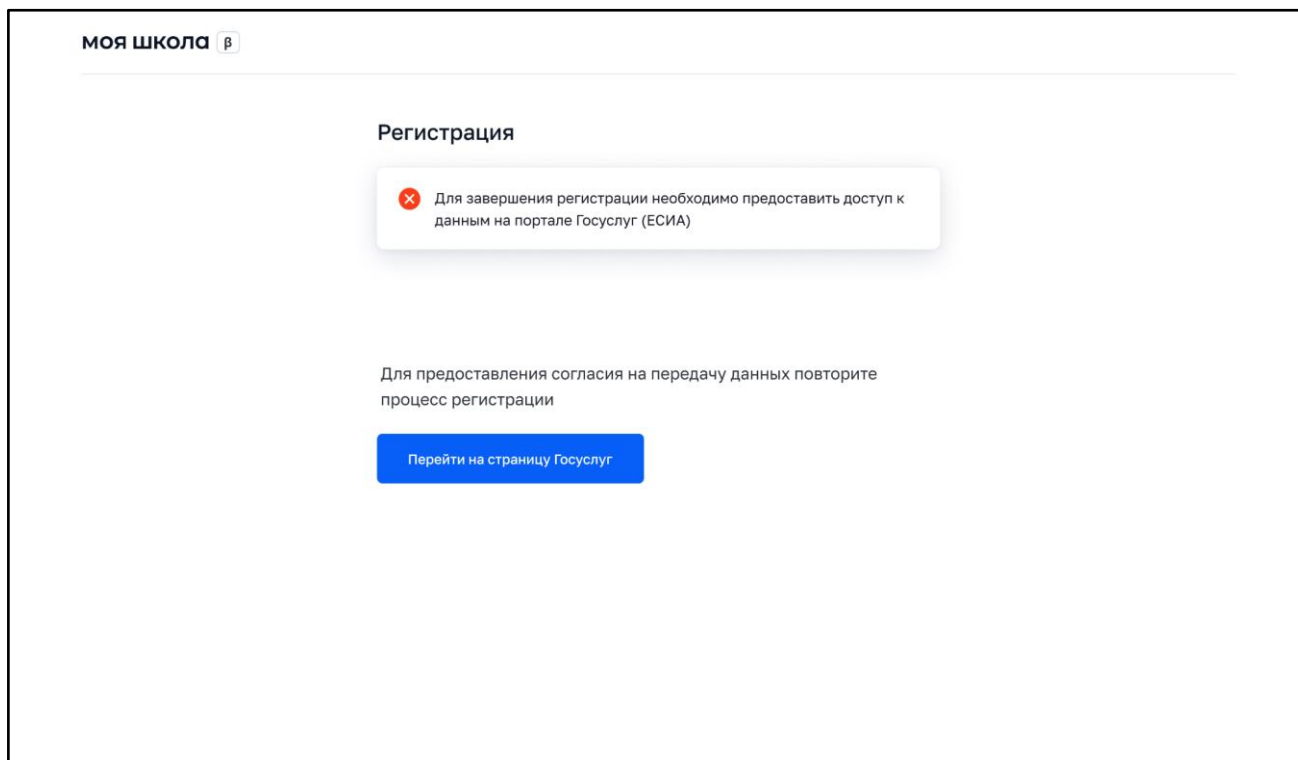 моя школа β
Регистрация
Для завершения регистрации необходимо предоставить доступ к
данным на портале Госуслуг (ЕСИА)
Для предоставления согласия на передачу данных повторите
процесс регистрации
Перейти на страницу Госуслуг